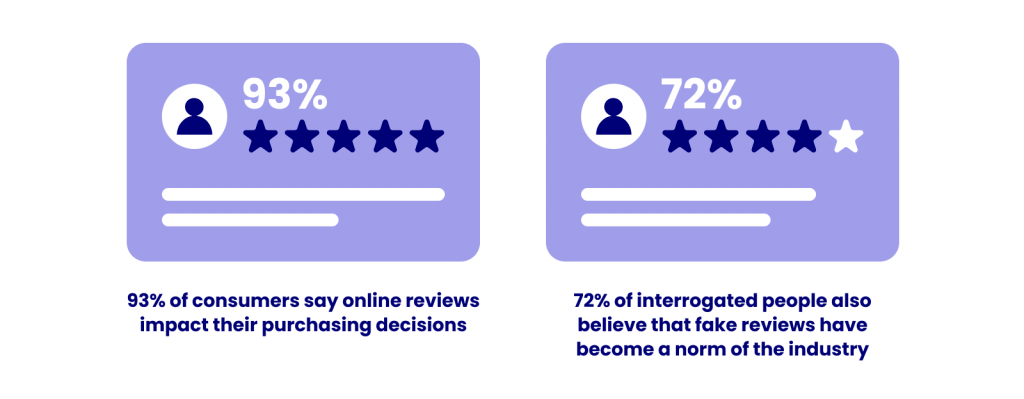 93%
93% of consumers say online reviews
impact their purchasing decisions
72%
72% of interrogated people also
believe that fake reviews have
become a norm of the industry